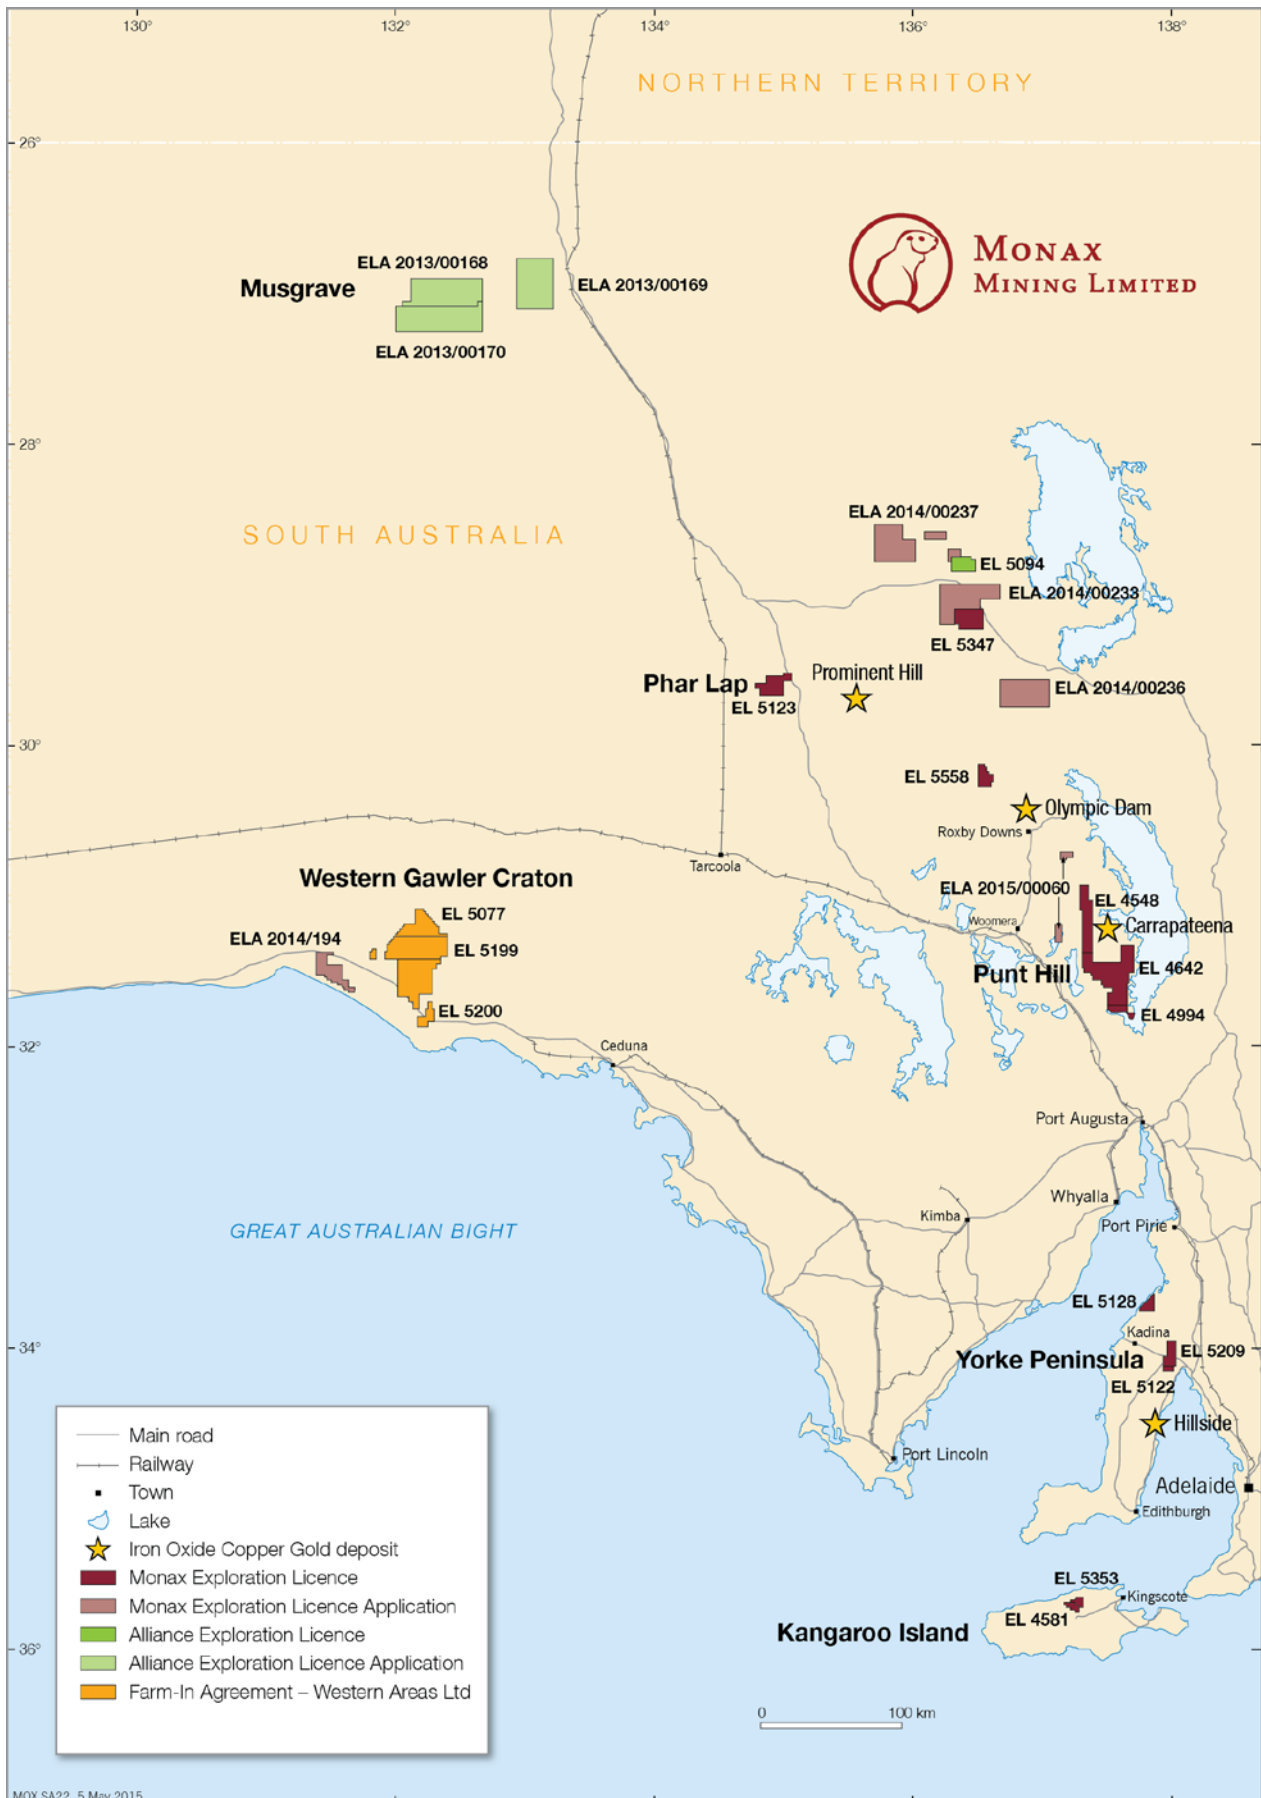 130°
132°
134°
136°
138°
NORTHERN TERRITORY
26°
MONAX
MINING LIMITED
ELA 2013/00168
Musgrave
ELA 2013/00169
ELA 2013/00170
28°
SOUTH AUSTRALIA
ELA 2014/00237
EL 5094
ELA 2014/00233
EL 5347
Prominent Hill
Phar Lap
EL 5123
ELA 2014/00236
30°
EL 5558
Olympic Dam
Roxby Downs
Tarcoola
Western Gawler Craton
ELA 2015/00060
EL 4548
EL 5077
Woomera
Carrapateena
ELA 2014/194
EL 5199
Punt Hill
EL 4642
EL 5200
EL 4994
32°
Ceduna
Port Augusta
Whyalla
Kimba
Port Pirie
GREAT AUSTRALIAN BIGHT
EL 5128
Kadina
34°
EL 5209
Yorke Peninsula
EL 5122
Hillside
Port Lincoln
Adelaide
Edithburgh
Main road
Railway
Town
Lake
Iron Oxide Copper Gold deposit
Monax Exploration Licence
Monax Exploration Licence Application
Alliance Exploration Licence
Alliance Exploration Licence Application
Farm-In Agreement – Western Areas Ltd
EL 5353
Kingscote
EL 4581
Kangaroo Island
36°
0
100 km
MOX SA22 5 May 2015